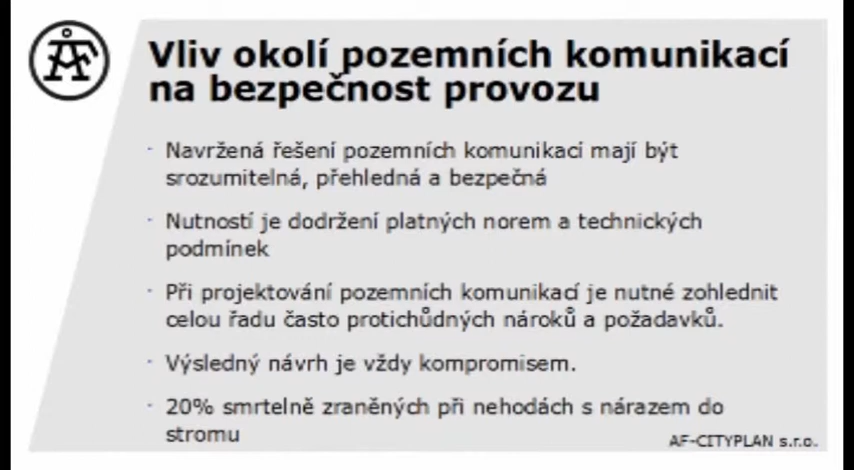 ÅF
Vliv okolí pozemních komunikací
na bezpečnost provozu
· Navržená řešení pozemních komunikací mají být
srozumitelná, přehledná a bezpečná
· Nutností je dodržení platných norem a technických
podmínek
· Při projektování pozemních komunikací je nutné zohlednit
celou řadu často protichůdných nároků a požadavků.
· Výsledný návrh je vždy kompromisem.
· 20% smrtelně zraněných při nehodách s nárazem do
stromu
AF-CITYPLAN s.r.o.